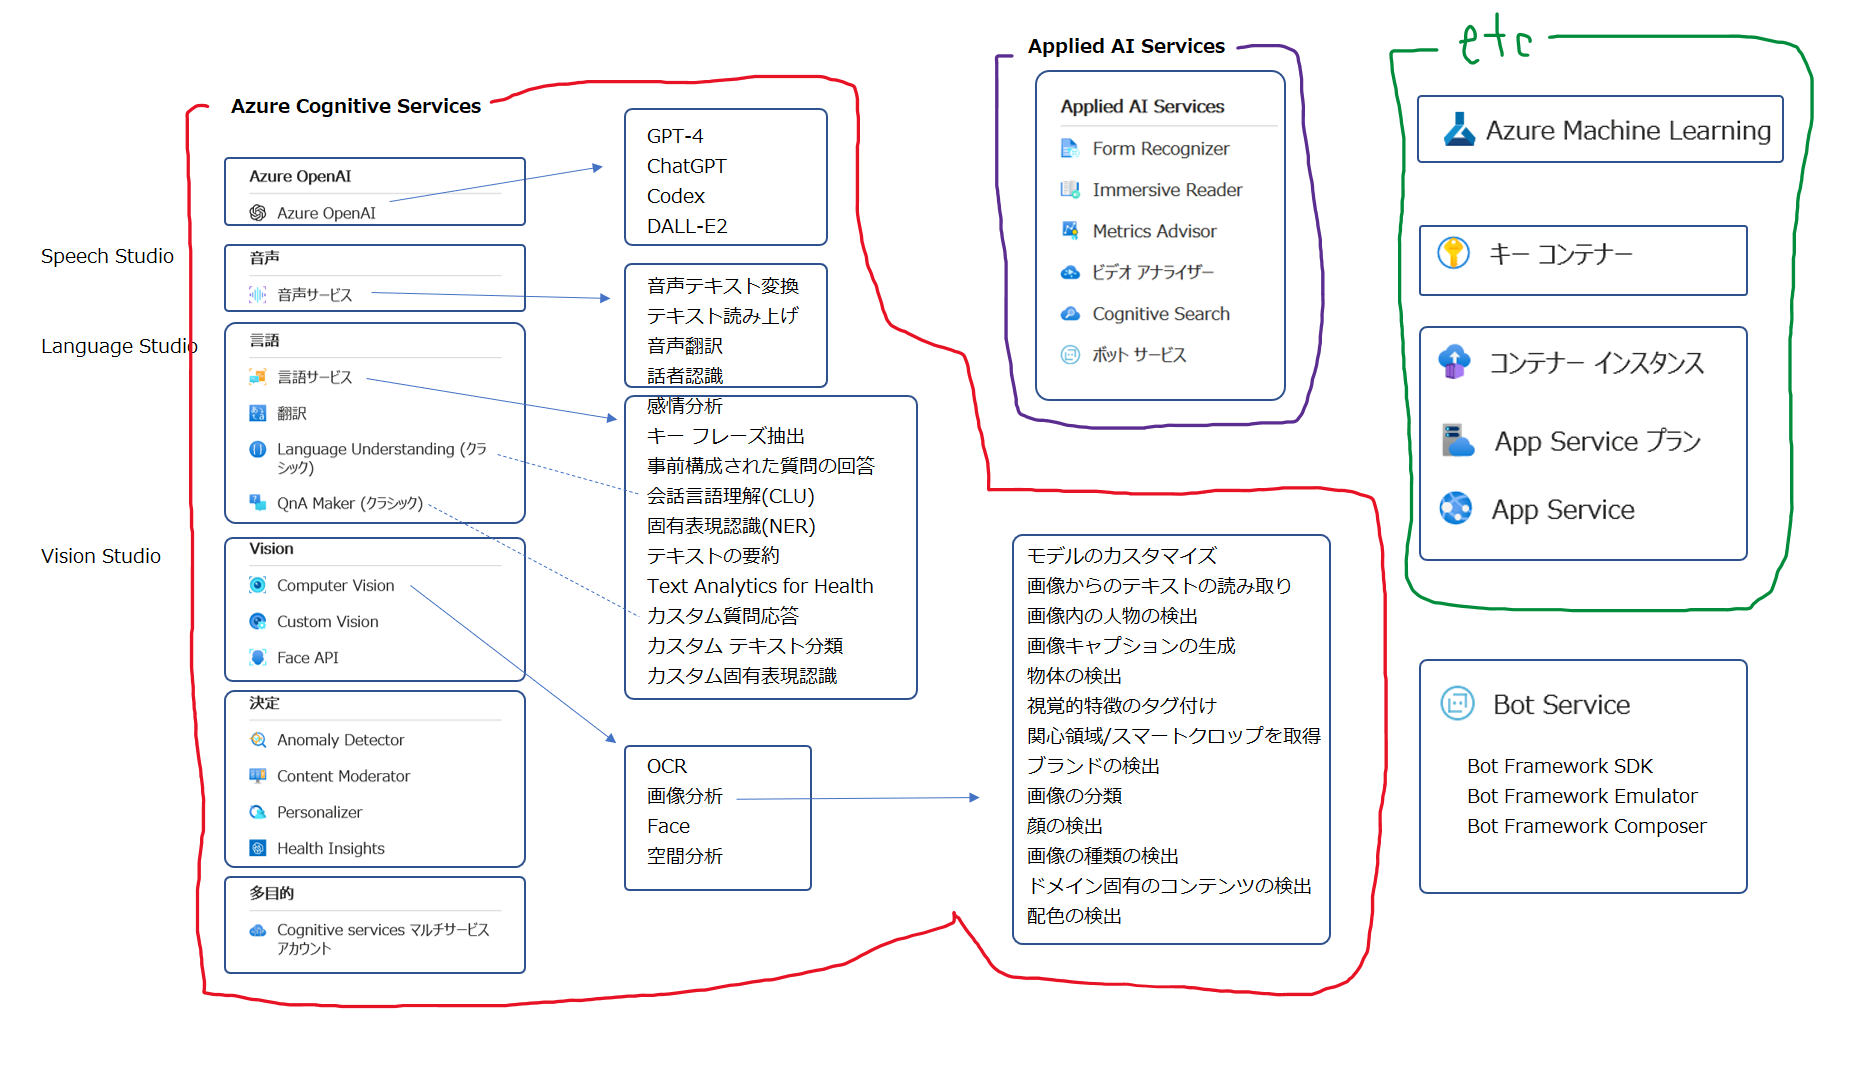 Azure Cognitive Services
Speech Studio
Language Studio
Vision Studio
Azure OpenAI
Azure OpenAI
音声
音声サービス
言語
言語サービス
翻訳
Language Understanding (クラ
シック)
QnA Maker (クラシック)
Vision
Computer Vision
Custom Vision
Face API
決定
Anomaly Detector
Content Moderator
Personalizer
Health Insights
多目的
Cognitive services マルチサービス
アカウント
GPT-4
ChatGPT
Codex
DALL-E2
音声テキスト変換
テキスト読み上げ
音声翻訳
話者認識
感情分析
キー フレーズ抽出
事前構成された質問の回答
会話言語理解(CLU)
固有表現認識(NER)
テキストの要約
Text Analytics for Health
カスタム質問応答
カスタム テキスト分類
カスタム固有表現認識
OCR
画像分析
Face
空間分析
モデルのカスタマイズ
画像からのテキストの読み取り
画像内の人物の検出
画像キャプションの生成
物体の検出
視覚的特徴のタグ付け
関心領域/スマートクロップを取得
ブランドの検出
画像の分類
顔の検出
画像の種類の検出
ドメイン固有のコンテンツの検出
配色の検出
Applied AI Services
Applied AI Services
Form Recognizer
Immersive Reader
Metrics Advisor
ビデオ アナライザー
Cognitive Search
ボット サービス
etc
Azure Machine Learning
キー コンテナー
コンテナー インスタンス
App Service プラン
App Service
Bot Service
Bot Framework SDK
Bot Framework Emulator
Bot Framework Composer